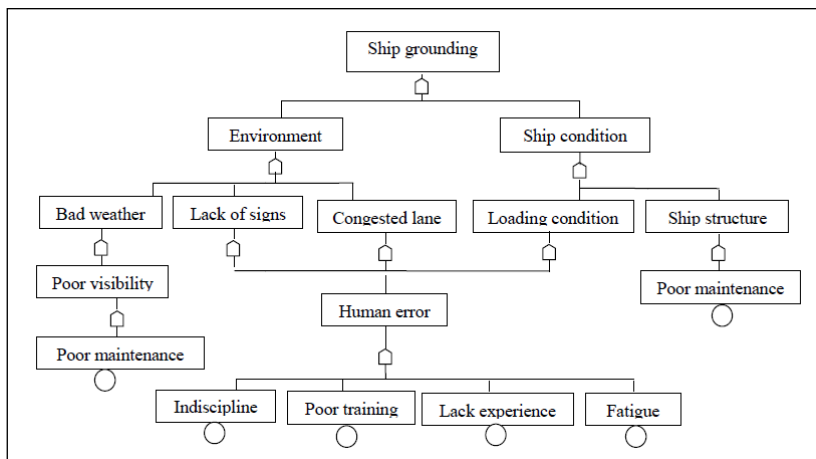 Ship grounding
Environment
Ship condition
Bad weather
Lack of signs
Congested lane
Loading condition
Ship structure
Poor visibility
Poor maintenance
Human error
Poor maintenance
Indiscipline
Poor training
Lack experience
Fatigue